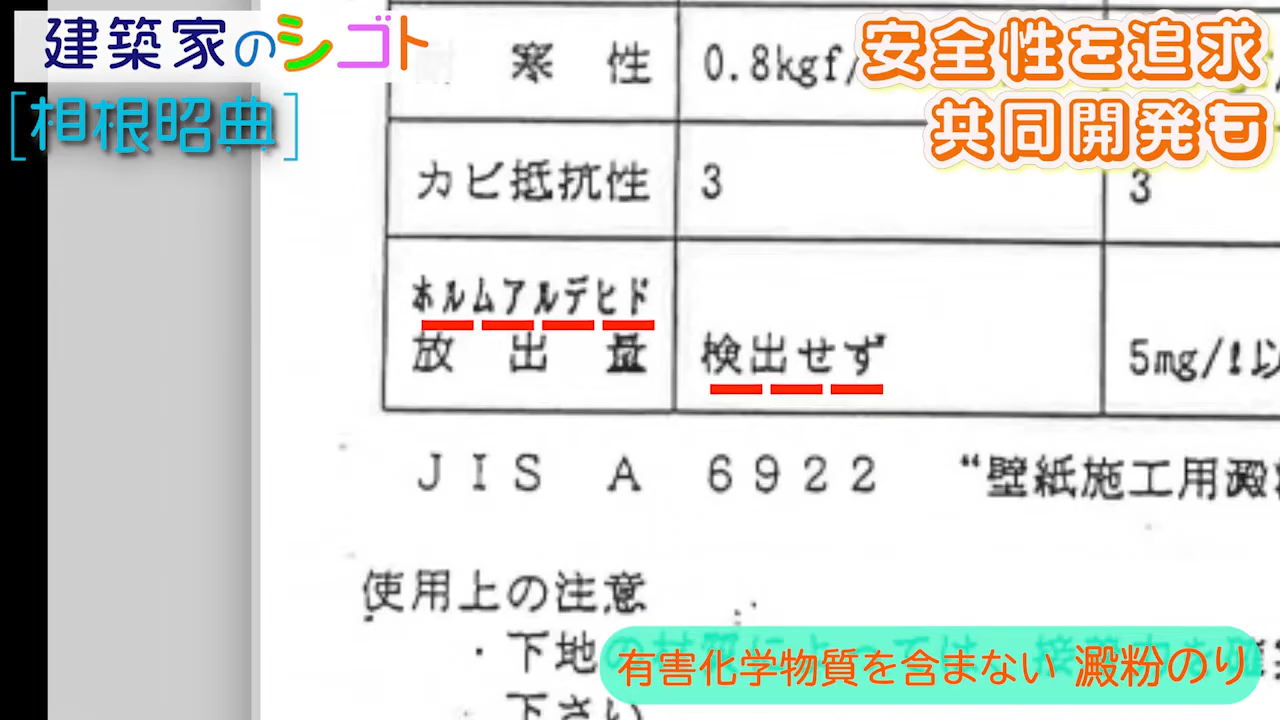 建築家のシゴト
[相根昭典]
安全性を追求
共同開発も
寒性 0.8kgf/
カビ抵抗性 3 3
ホルムアルデヒド
放出量 検出せず 5mg/ℓ以
JIS A 6922 “壁紙施工用澱
使用上の注意
・下地
下さい
有害化学物質を含まない 澱粉のり